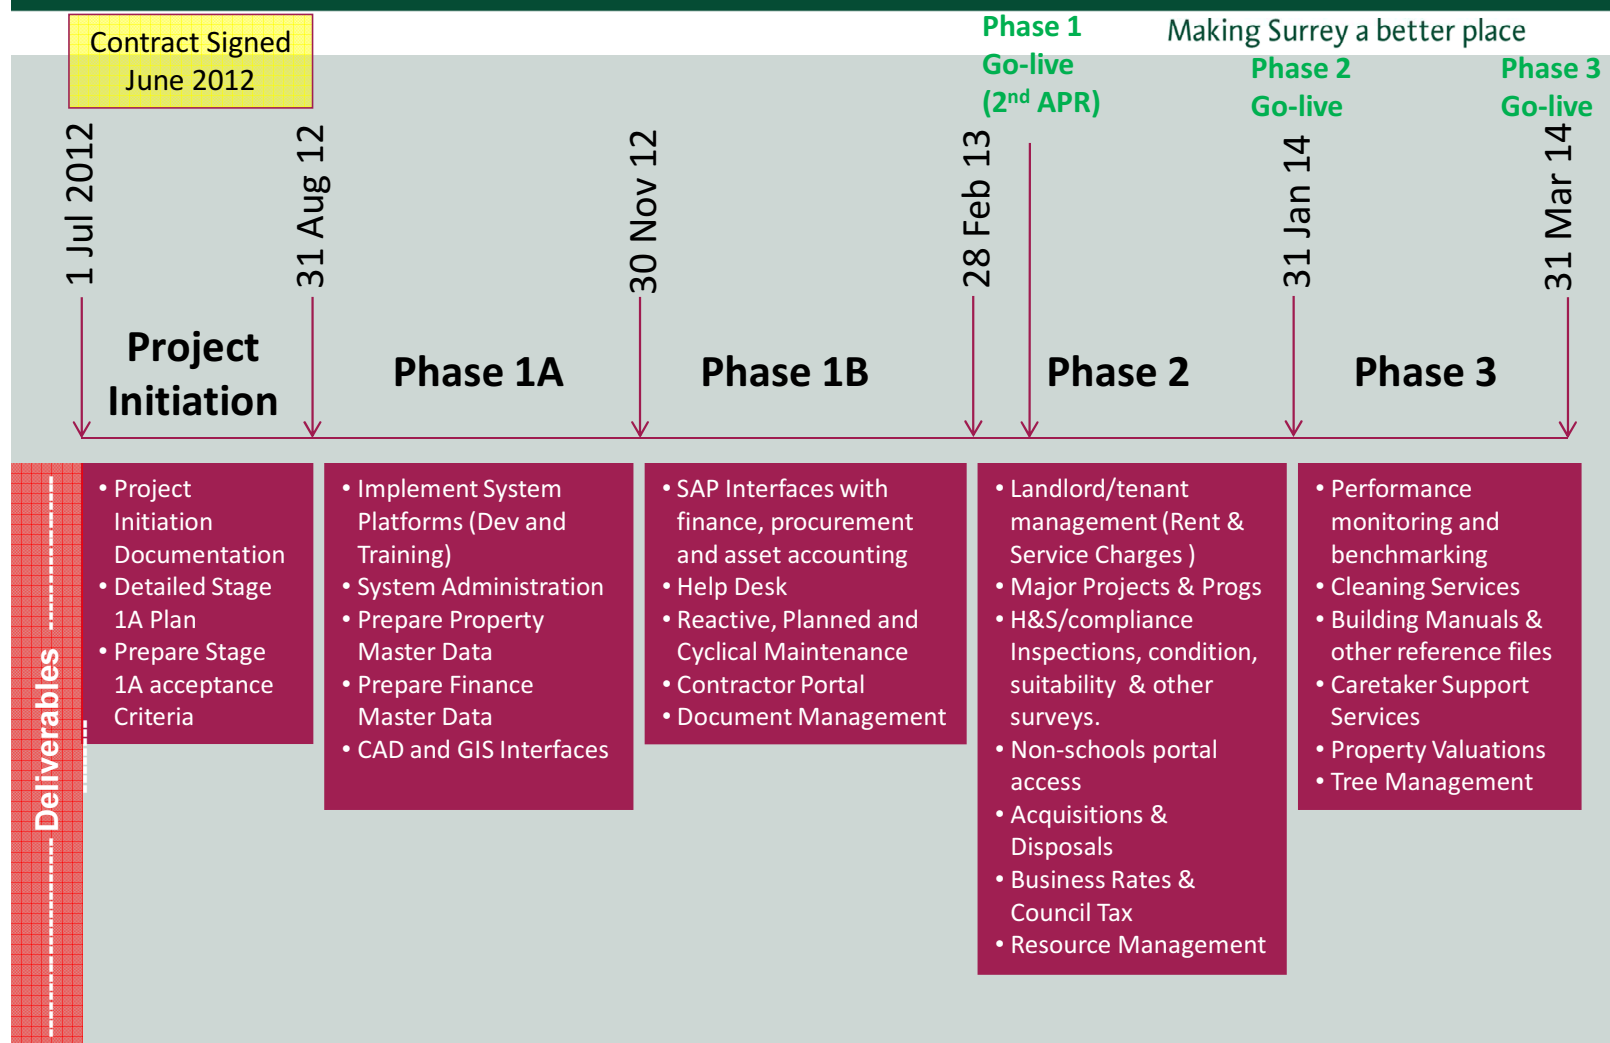 Making Surrey a better place
Contract Signed
June 2012
Phase 1
Go-live
(2nd APR)
Phase 2
Go-live
Phase 3
Go-live
1 Jul 2012
31 Aug 12
30 Nov 12
28 Feb 13
31 Jan 14
31 Mar 14
Project
Initiation
Phase 1A
Phase 1B
Phase 2
Phase 3
Deliverables
• Project
Initiation
Documentation
• Detailed Stage
1A Plan
• Prepare Stage
1A acceptance
Criteria
• Implement System
Platforms (Dev and
Training)
• System Administration
• Prepare Property
Master Data
• Prepare Finance
Master Data
• CAD and GIS Interfaces
• SAP Interfaces with
finance, procurement
and asset accounting
• Help Desk
• Reactive, Planned and
Cyclical Maintenance
• Contractor Portal
• Document Management
• Landlord/tenant
management (Rent &
Service Charges )
• Major Projects & Progs
• H&S/compliance
Inspections, condition,
suitability & other
surveys.
• Non-schools portal
access
• Acquisitions &
Disposals
• Business Rates &
Council Tax
• Resource Management
• Performance
monitoring and
benchmarking
• Cleaning Services
• Building Manuals &
other reference files
• Caretaker Support
Services
• Property Valuations
• Tree Management